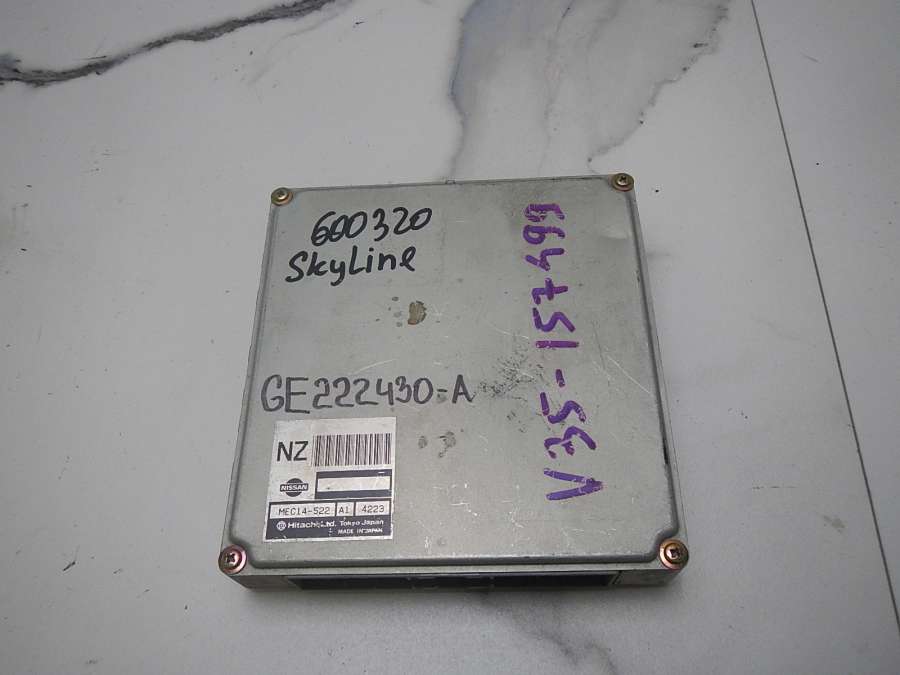 600320
SkyLine
V35-157499
GE222430-A
NZ
NISSAN
MEC14-522 A1 4223
Hitachi, Ltd. Tokyo Japan
MADE IN JAPAN